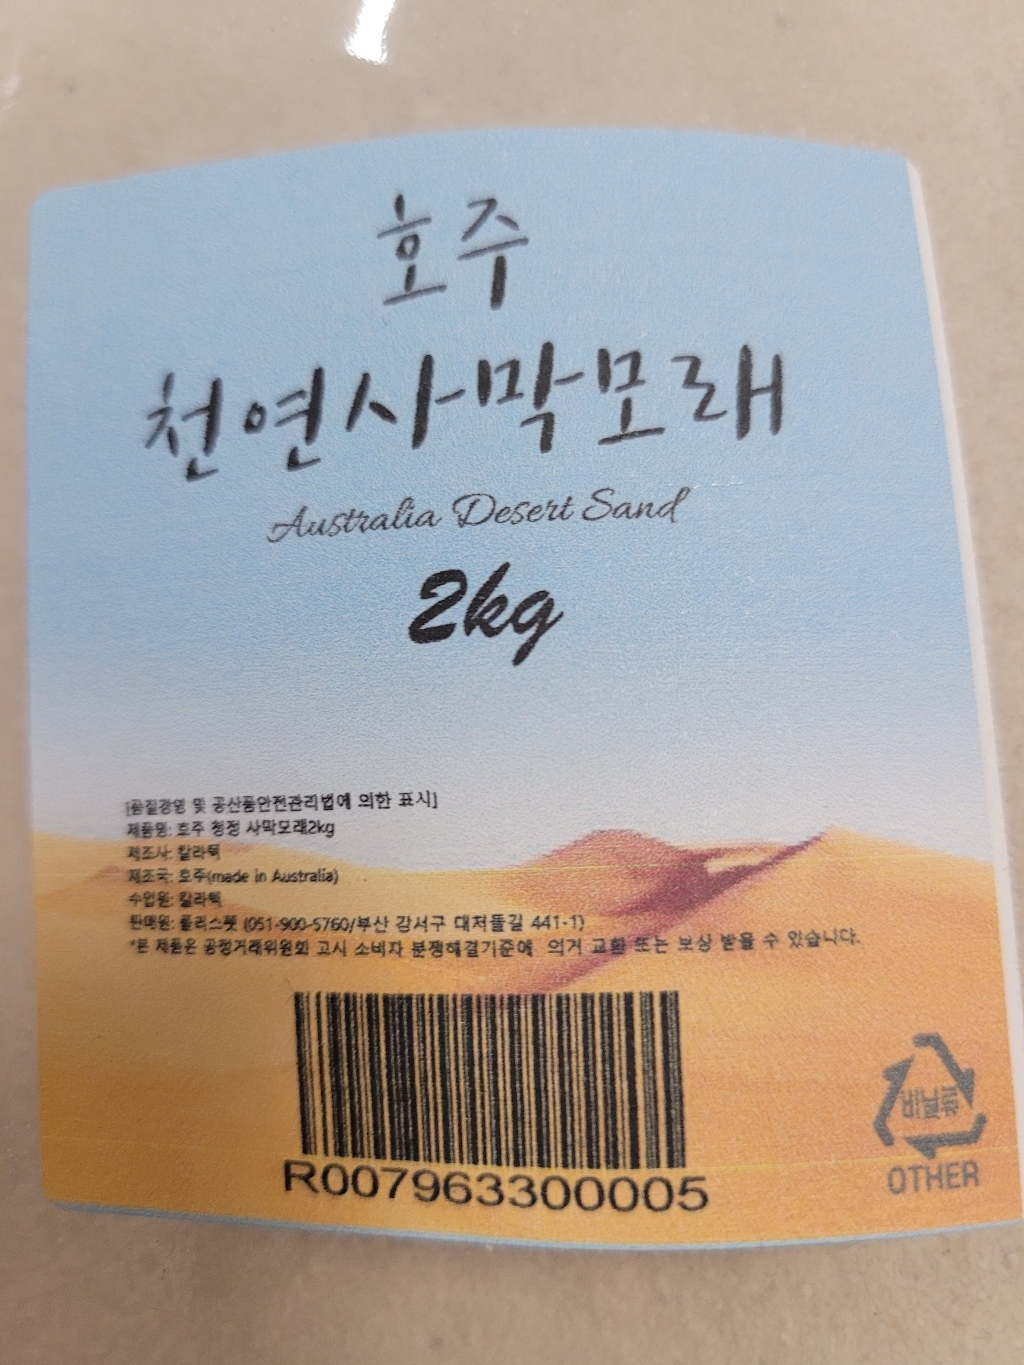 호주
천연사막모래
Australia Desert Sand
2kg
[품질경영 및 공산품안전관리법에 의한 표시]
제품명: 호주 청정 사막모래2kg
제조사: 칼라퉥
제조국: 호주(made in Australia)
수입원: 칼라퉥
판매원: 플러스펫 (051-900-5760/부산 강서구 대저들길 441-1)
*본 제품은 공정거래위원회 고시 소비자 분쟁해결기준에 의거 교환 또는 보상 받을 수 있습니다.
R007963300005
비닐류
OTHER